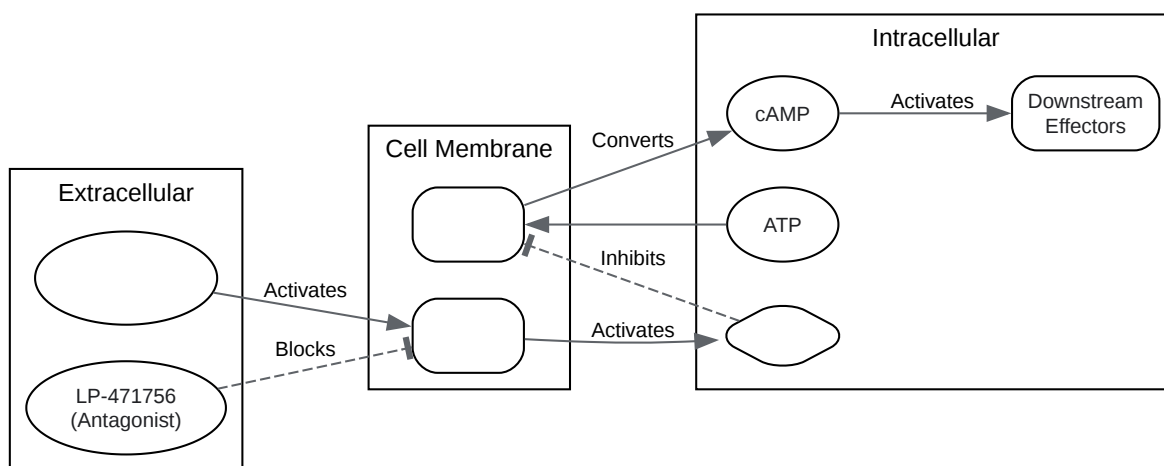 Intracellular
cAMP
Activates
Downstream
Effectors
Converts
Cell Membrane
Extracellular
ATP
Inhibits
Activates
Activates
Blocks
LP-471756
(Antagonist)